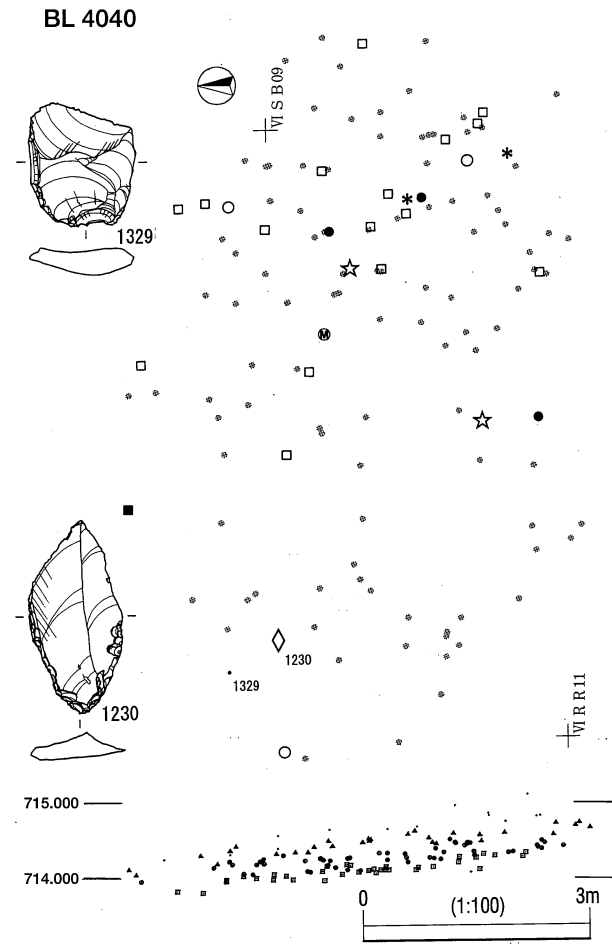 BL 4040
Ⅵ S B09
1329
M
1230
1230
1329
Ⅵ R R11
715.000
714.000
0 (1:100) 3m